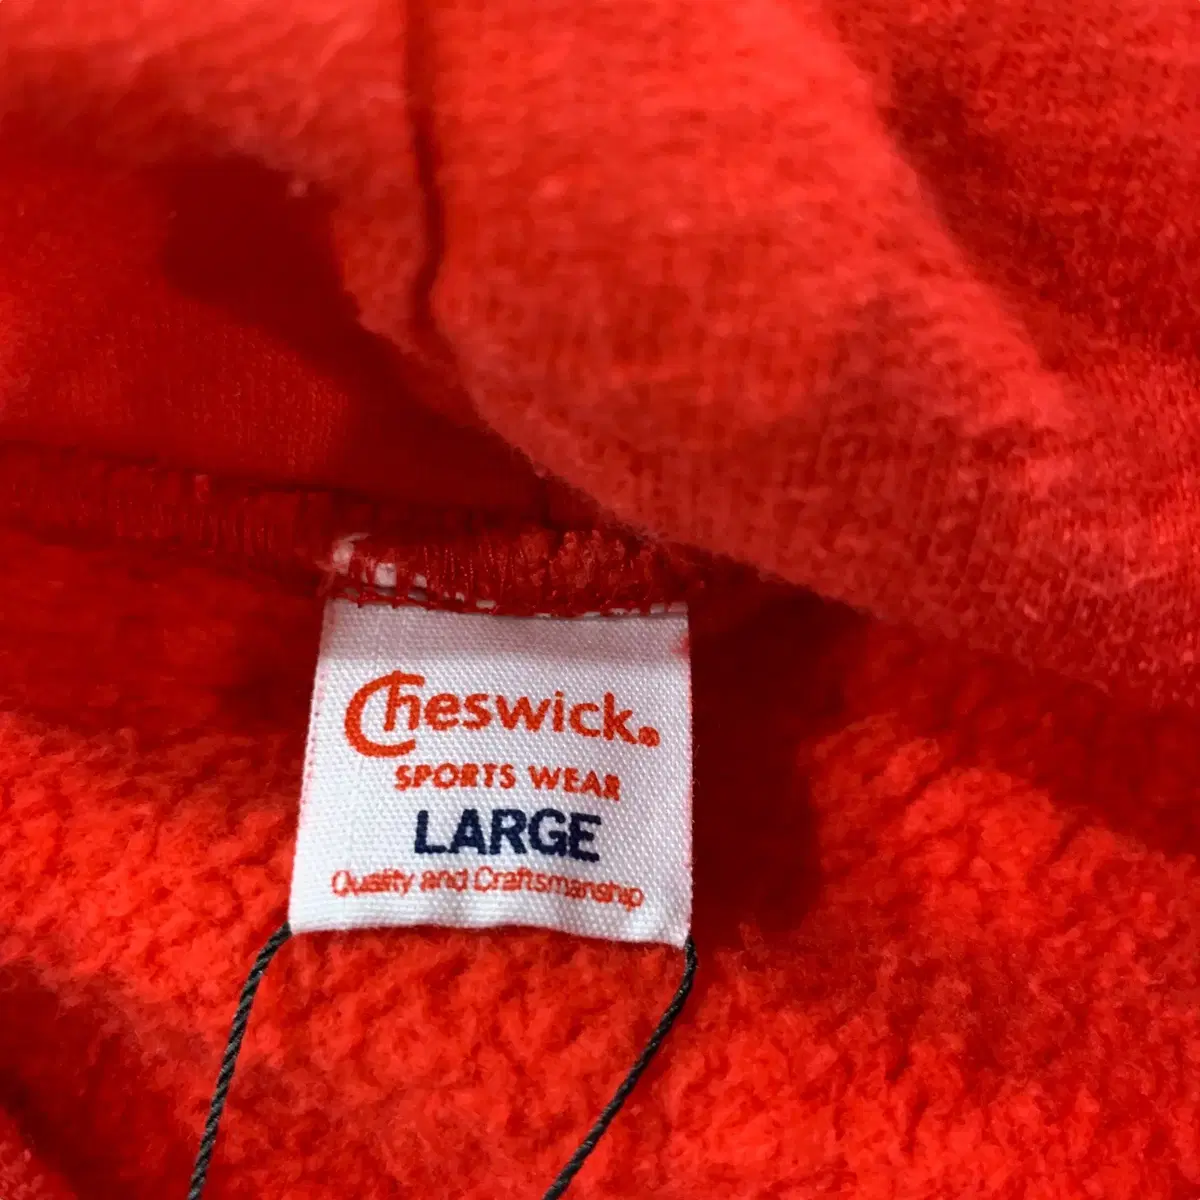 Cheswick®
SPORTS WEAR
LARGE
Quality and Craftsmanship